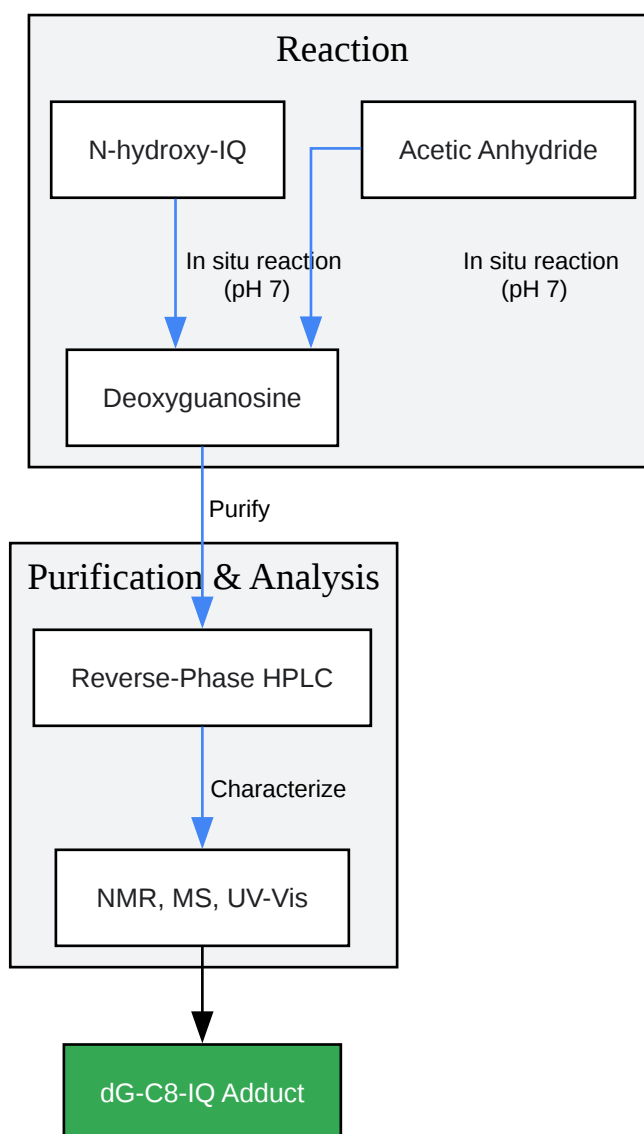 Reaction
N-hydroxy-IQ
Acetic Anhydride
In situ reaction
(pH 7)
In situ reaction
(pH 7)
Deoxyguanosine
Purify
Purification & Analysis
Reverse-Phase HPLC
Characterize
NMR, MS, UV-Vis
dG-C8-IQ Adduct